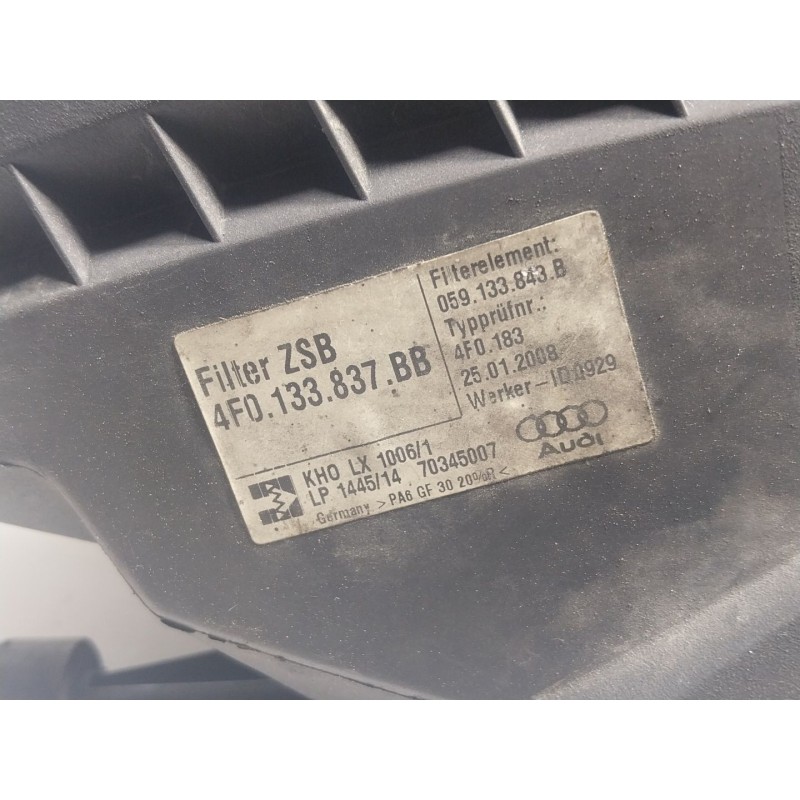 Filter ZSB
4F0.133.837.BB
Filterelement:
059.133.843.B
Typprüfnr.:
4F0.183
25.01.2008
Werker-ID0929
KHO LX 1006/1
LP 1445/14 70345007
Germany >PA6 GF 30 20%R<
Audi